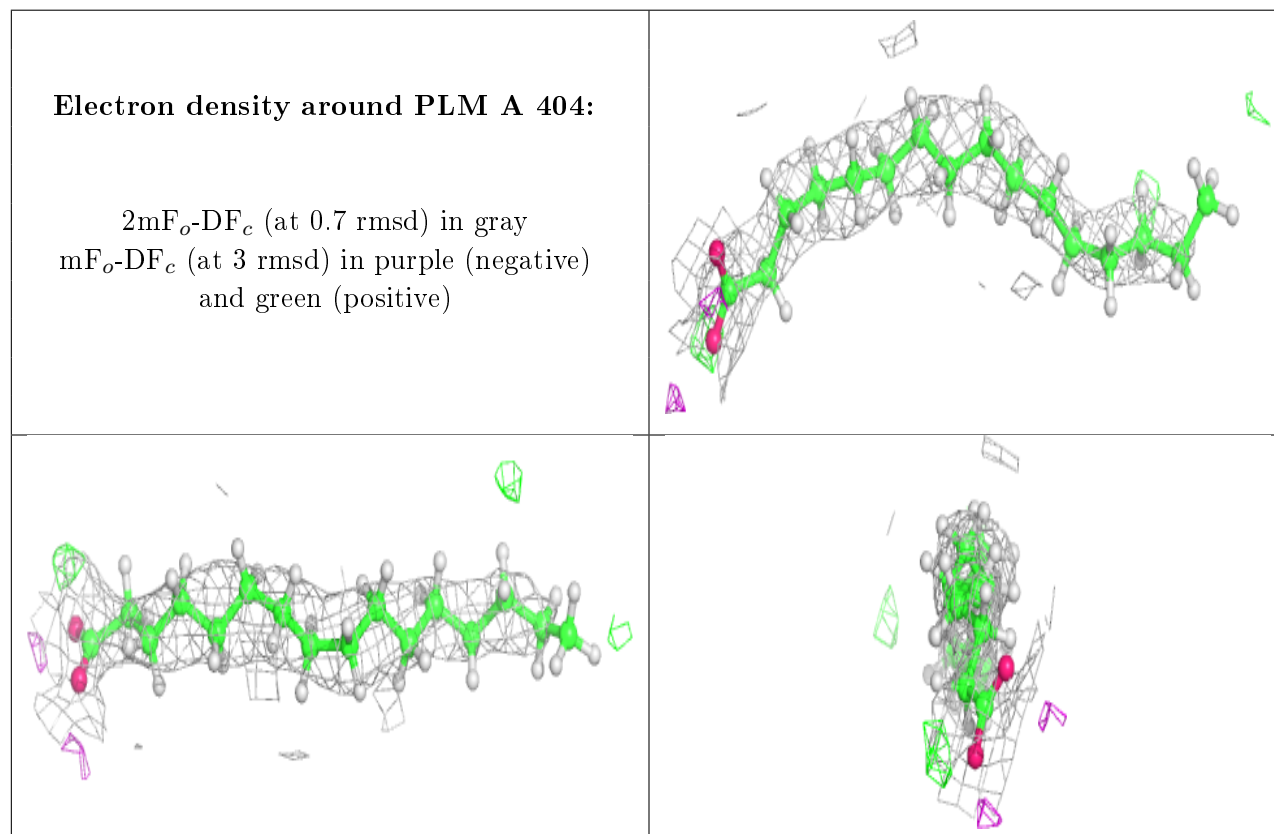 Electron density around PLM A 404:
2mFₒ-DF𝒸 (at 0.7 rmsd) in gray
mFₒ-DF𝒸 (at 3 rmsd) in purple (negative)
and green (positive)